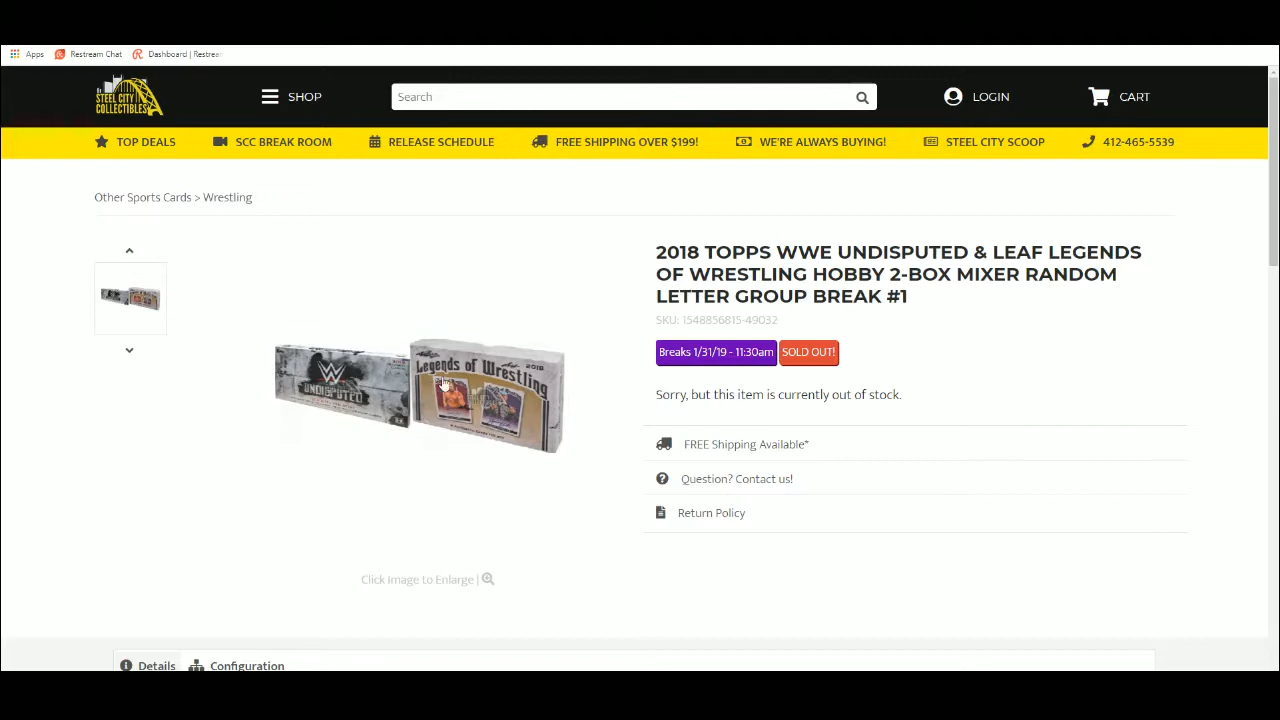 Apps Restream Chat Dashboard | Restream
STEEL CITY
COLLECTIBLES
SHOP
Search
LOGIN
CART
TOP DEALS
SCC BREAK ROOM
RELEASE SCHEDULE
FREE SHIPPING OVER $199!
WE'RE ALWAYS BUYING!
STEEL CITY SCOOP
412-465-5539
Other Sports Cards > Wrestling
2018 TOPPS WWE UNDISPUTED & LEAF LEGENDS
OF WRESTLING HOBBY 2-BOX MIXER RANDOM
LETTER GROUP BREAK #1
SKU: 1548856815-49032
Breaks 1/31/19 - 11:30am
SOLD OUT!
Sorry, but this item is currently out of stock.
FREE Shipping Available*
Question? Contact us!
Return Policy
UNDISPUTED
2018
Legends of Wrestling
Click Image to Enlarge |
Details
Configuration